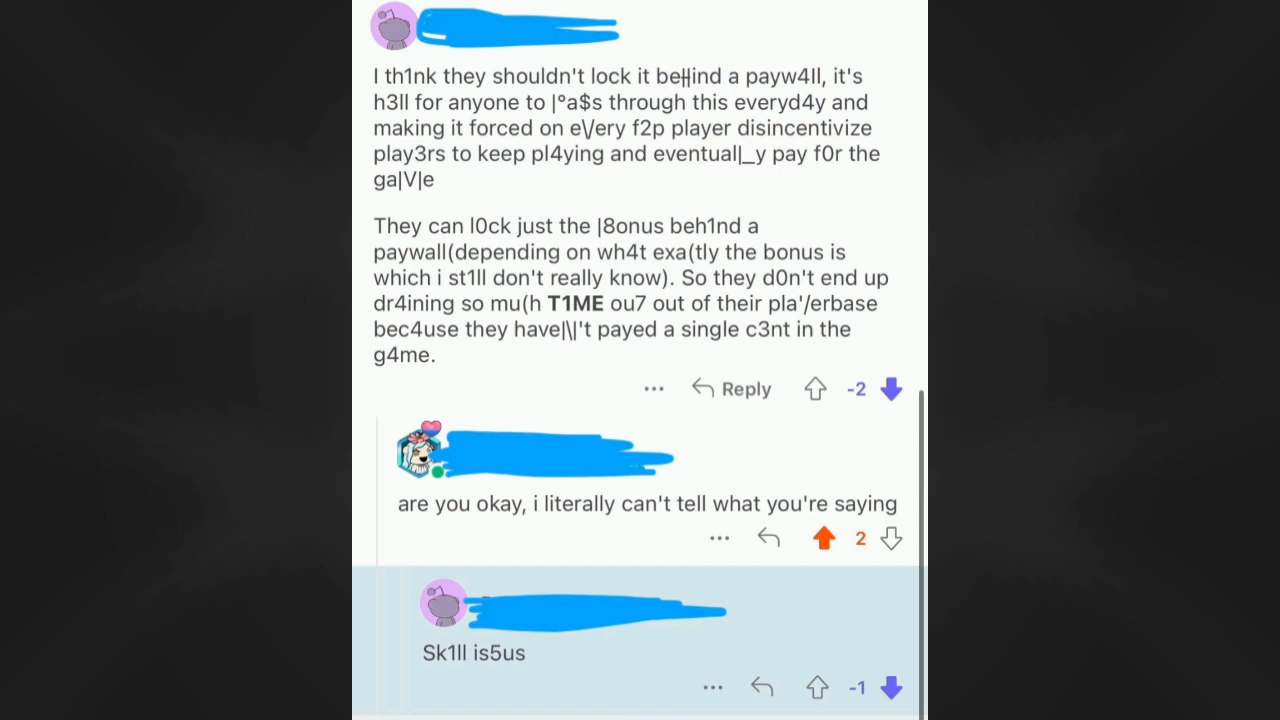 I th1nk they shouldn't lock it beꟸind a payw4ll, it's
h3ll for anyone to |°a$s through this everyd4y and
making it forced on e\/ery f2p player disincentivize
play3rs to keep pl4ying and eventual|_y pay f0r the
ga|V|e
They can l0ck just the |8onus beh1nd a
paywall(depending on wh4t exa(tly the bonus is
which i st1ll don't really know). So they d0n't end up
dr4ining so mu(h T1ME ou7 out of their pla'/erbase
bec4use they have|\|'t payed a single c3nt in the
g4me.
Reply -2
are you okay, i literally can't tell what you're saying
2
Sk1ll is5us
-1